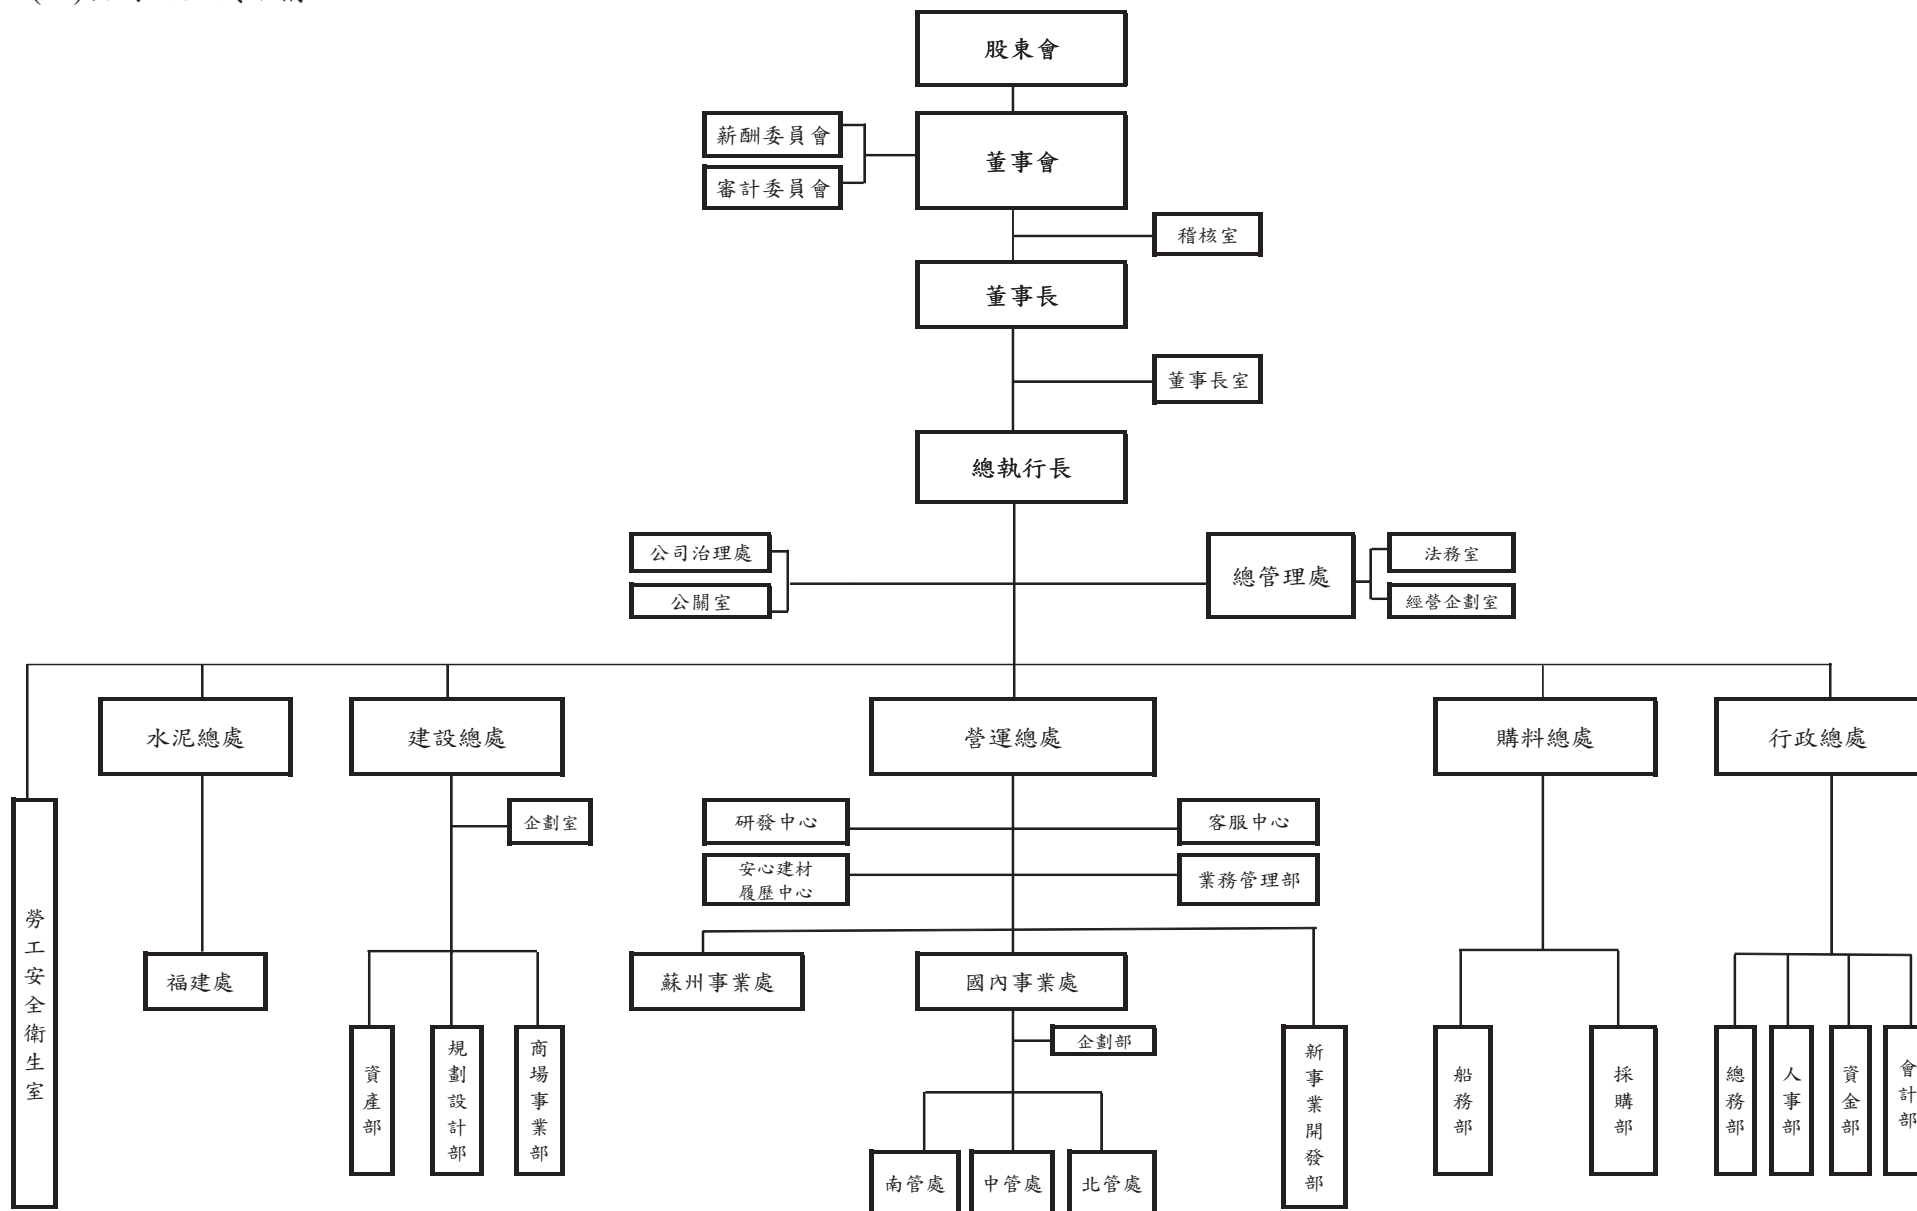 股東會
薪酬委員會
董事會
審計委員會
稽核室
董事長
董事長室
總執行長
公司治理處
總管理處
法務室
公關室
經營企劃室
水泥總處
建設總處
營運總處
購料總處
行政總處
企劃室
研發中心
客服中心
安心建材
履歷中心
業務管理部
勞工安全衛生室
福建處
蘇州事業處
國內事業處
企劃部
資產部
規劃設計部
商場事業部
新事業開發部
船務部
採購部
總務部
人事部
資金部
會計部
南管處
中管處
北管處